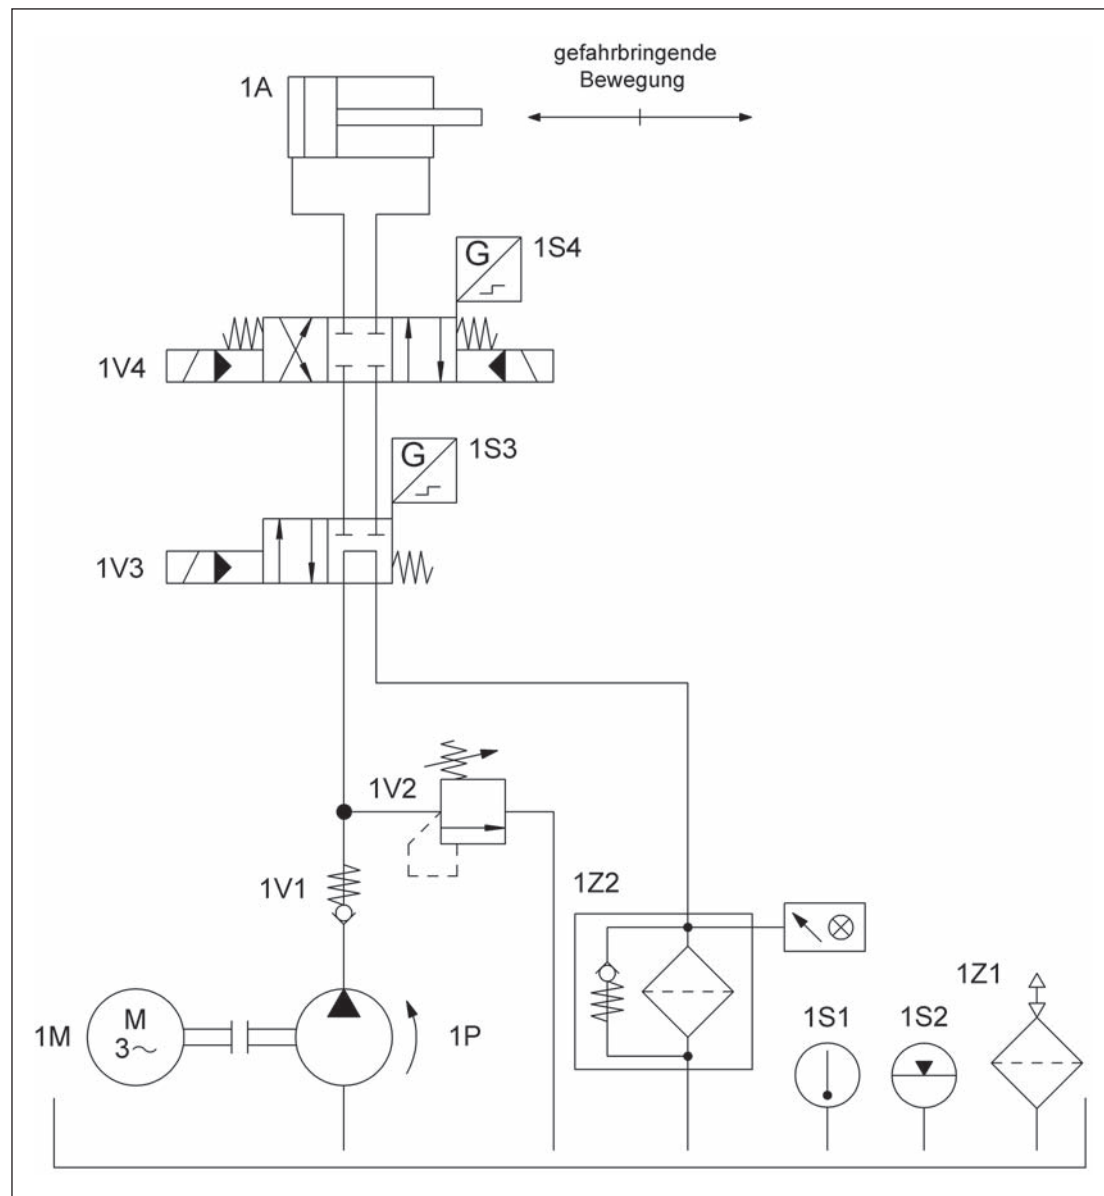 gefahrbringende
Bewegung
1A
G
1S4
1V4
G
1S3
1V3
1V2
1V1
1Z2
1Z1
1S1
1S2
1M
M
3~
1P